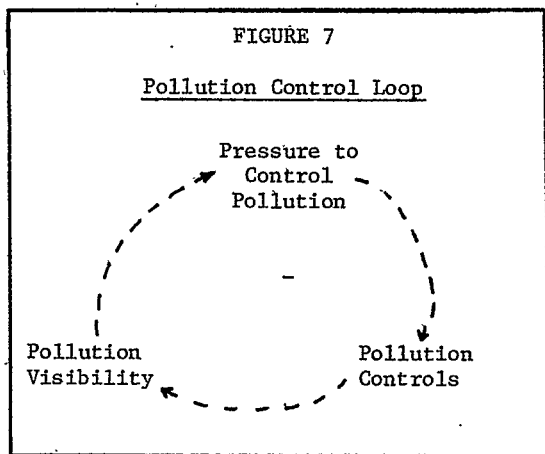 FIGURE 7
Pollution Control Loop
Pressure to
Control
Pollution
-
Pollution
Visibility
Pollution
Controls